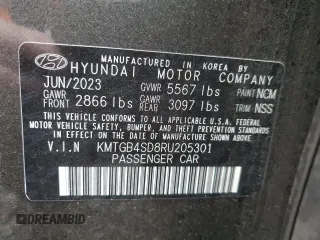 MANUFACTURED IN KOREA BY
HYUNDAI MOTOR COMPANY
JUN/2023 GVWR 5567 lbs PAINT NCM
GAWR FRONT 2866 lbs GAWR REAR 3097 lbs TRIM NSS
THIS VEHICLE CONFORMS TO ALL APPLICABLE
U.S.A. FEDERAL MOTOR VEHICLE SAFETY, BUMPER,
AND THEFT PREVENTION STANDARDS IN EFFECT ON
THE DATE OF MANUFACTURE SHOWN ABOVE.
V.I.N KMTGB4SD8RU205301
PASSENGER CAR